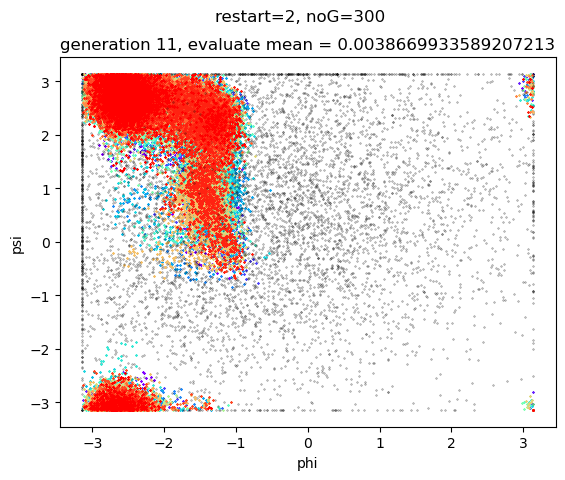 restart=2, noG=300
generation 11, evaluate mean = 0.0038669933589207213
3
2
1
0
−1
−2
−3
psi
−3 −2 −1 0 1 2 3
phi